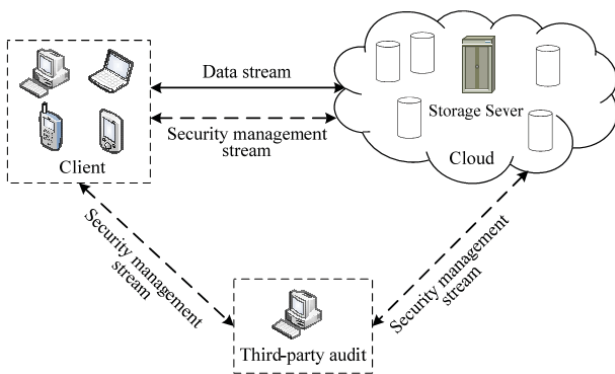 Data stream
Security management
stream
Client
Storage Sever
Cloud
Security management
stream
Security management
stream
Third-party audit